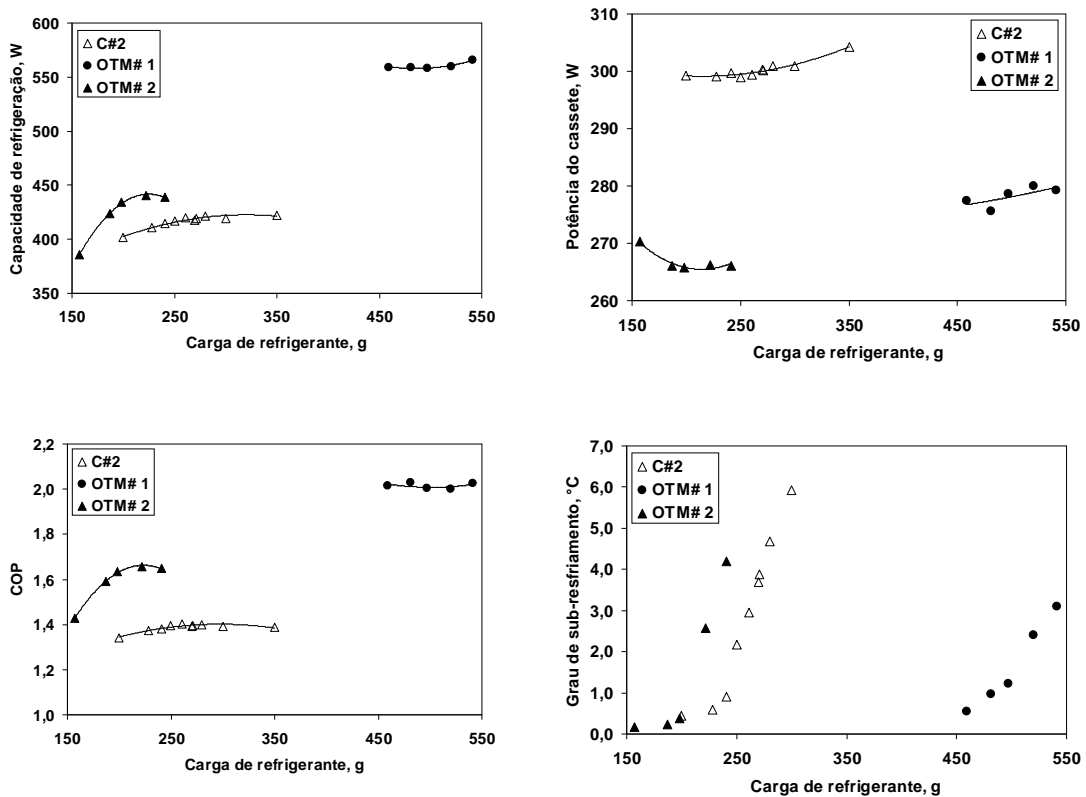 Capacidade de refrigeração, W
600
550
500
450
400
350
C#2
OTM# 1
OTM# 2
150 250 350 450 550
Carga de refrigerante, g
Potência do cassete, W
310
300
290
280
270
260
C#2
OTM# 1
OTM# 2
150 250 350 450 550
Carga de refrigerante, g
COP
2,2
2,0
1,8
1,6
1,4
1,2
1,0
C#2
OTM# 1
OTM# 2
150 250 350 450 550
Carga de refrigerante, g
Grau de sub-resfriamento, °C
7,0
6,0
5,0
4,0
3,0
2,0
1,0
0,0
C#2
OTM# 1
OTM# 2
150 250 350 450 550
Carga de refrigerante, g